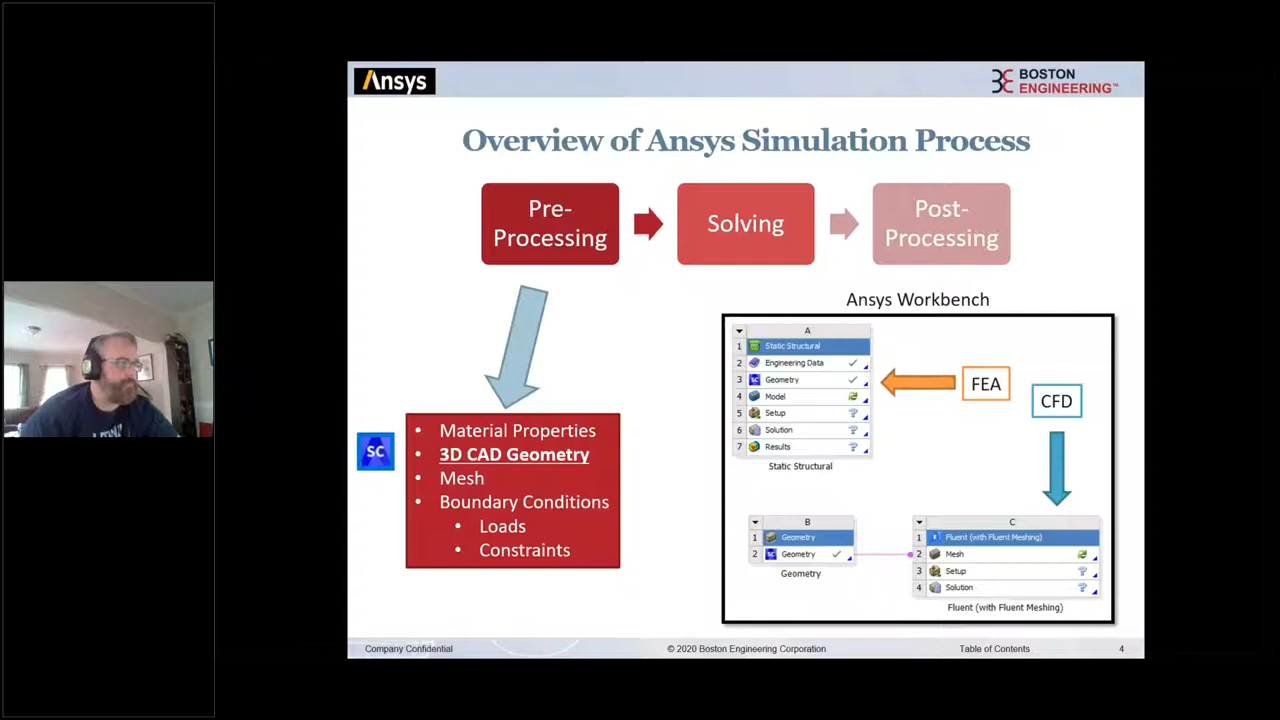 Ansys
BOSTON
ENGINEERING™
Overview of Ansys Simulation Process
Pre-
Processing
Solving
Post-
Processing
Ansys Workbench
A
1 Static Structural
2 Engineering Data
3 Geometry
4 Model
5 Setup
6 Solution
7 Results
Static Structural
FEA
CFD
SC
• Material Properties
• 3D CAD Geometry
• Mesh
• Boundary Conditions
• Loads
• Constraints
B
1 Geometry
2 Geometry
Geometry
C
1 Fluent (with Fluent Meshing)
2 Mesh
3 Setup
4 Solution
Fluent (with Fluent Meshing)
Company Confidential
© 2020 Boston Engineering Corporation
Table of Contents
4